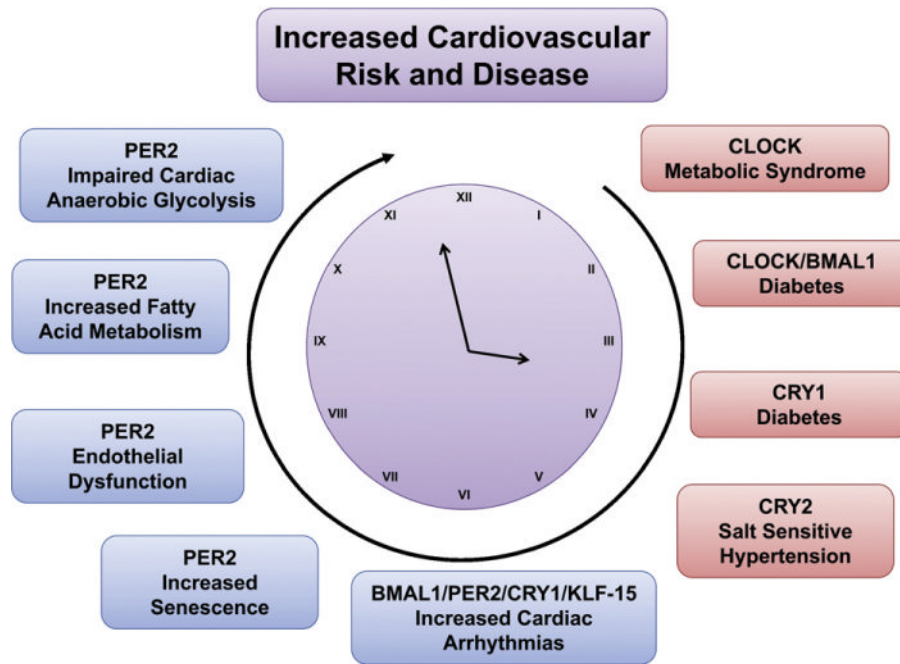 Increased Cardiovascular
Risk and Disease
PER2
Impaired Cardiac
Anaerobic Glycolysis
CLOCK
Metabolic Syndrome
XII
XI
I
X
II
IX
III
VIII
IV
VII
V
VI
CLOCK/BMAL1
Diabetes
PER2
Increased Fatty
Acid Metabolism
CRY1
Diabetes
PER2
Endothelial
Dysfunction
CRY2
Salt Sensitive
Hypertension
PER2
Increased
Senescence
BMAL1/PER2/CRY1/KLF-15
Increased Cardiac
Arrhythmias